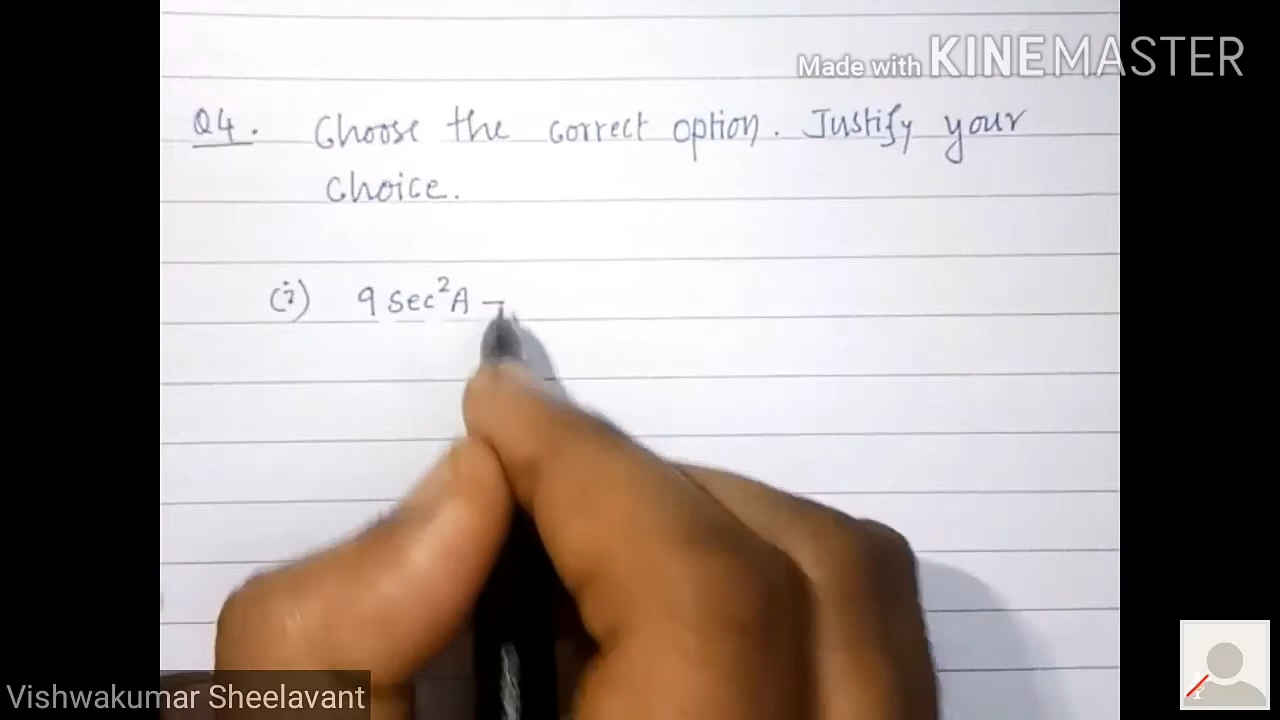 Made with KINEMASTER
Q4. Choose the correct option. Justify your
choice.
(i) 9 Sec²A –
Vishwakumar Sheelavant